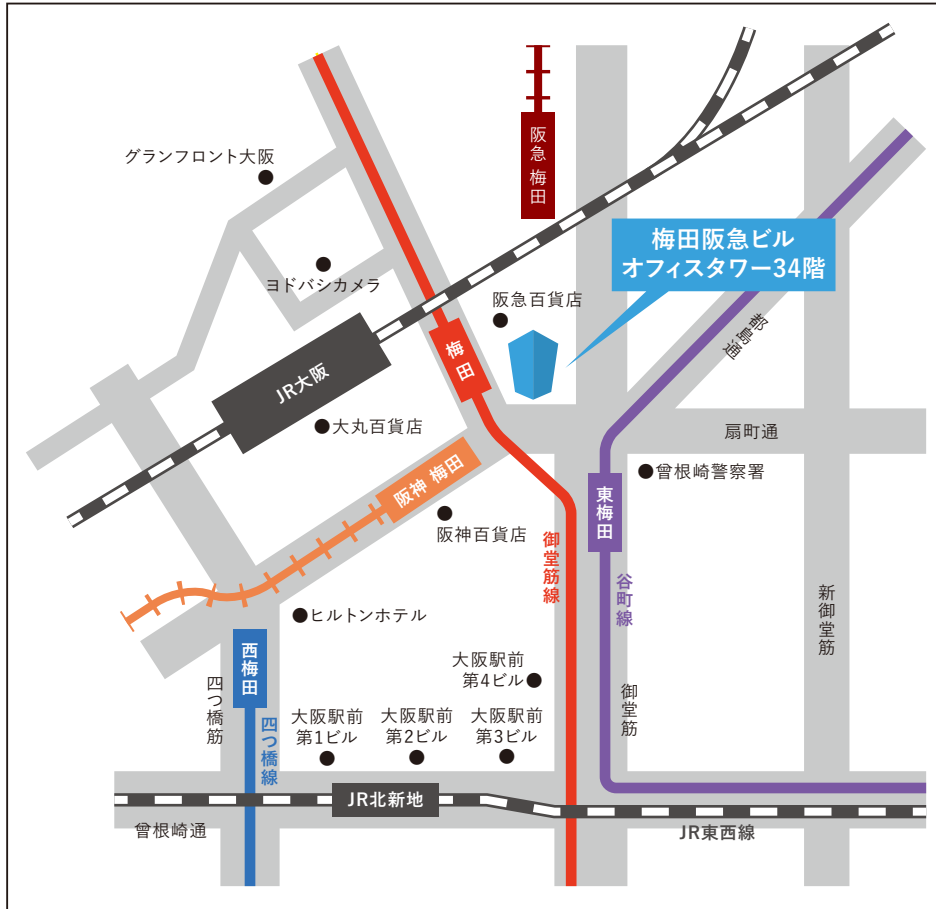 阪急 梅田
グランフロント大阪
梅田阪急ビル
オフィスタワー34階
ヨドバシカメラ
阪急百貨店
都島通
梅田
JR大阪
大丸百貨店
扇町通
阪神 梅田
曾根崎警察署
東梅田
阪神百貨店
御堂筋線
谷町線
新御堂筋
ヒルトンホテル
西梅田
四つ橋筋
四つ橋線
大阪駅前
第4ビル
御堂筋
大阪駅前
第1ビル
大阪駅前
第2ビル
大阪駅前
第3ビル
JR北新地
曾根崎通
JR東西線